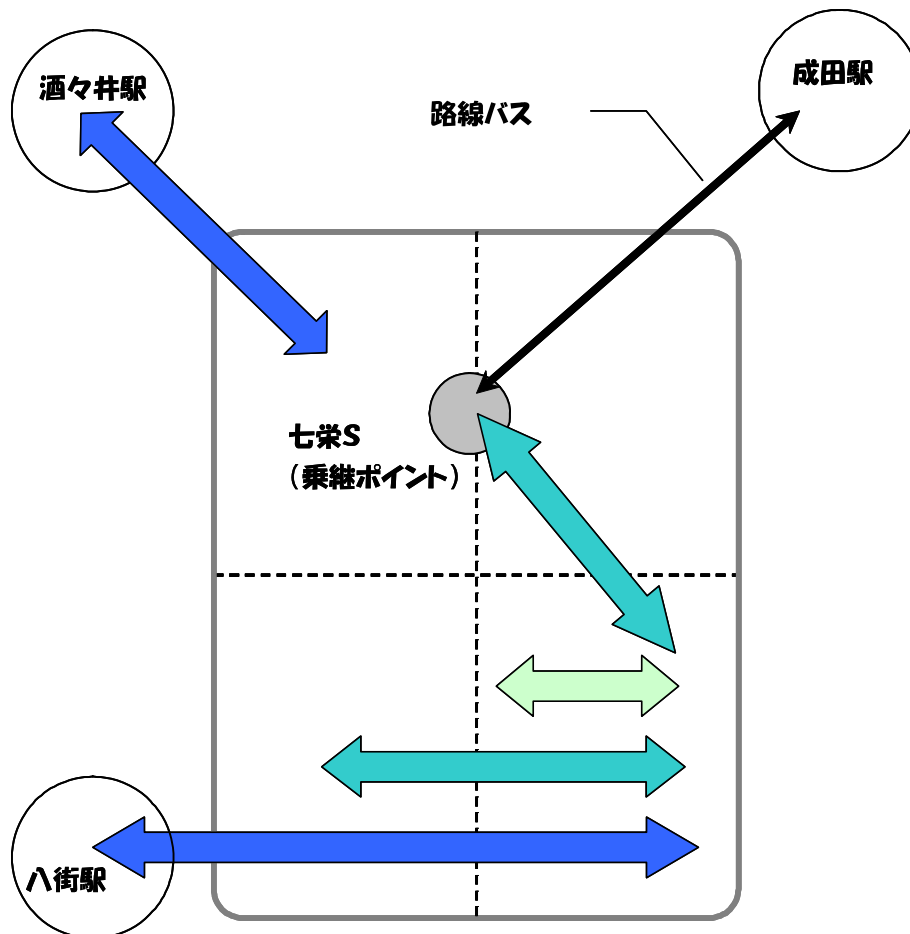 酒々井駅
成田駅
路線バス
七栄S
（乗継ポイント）
八街駅